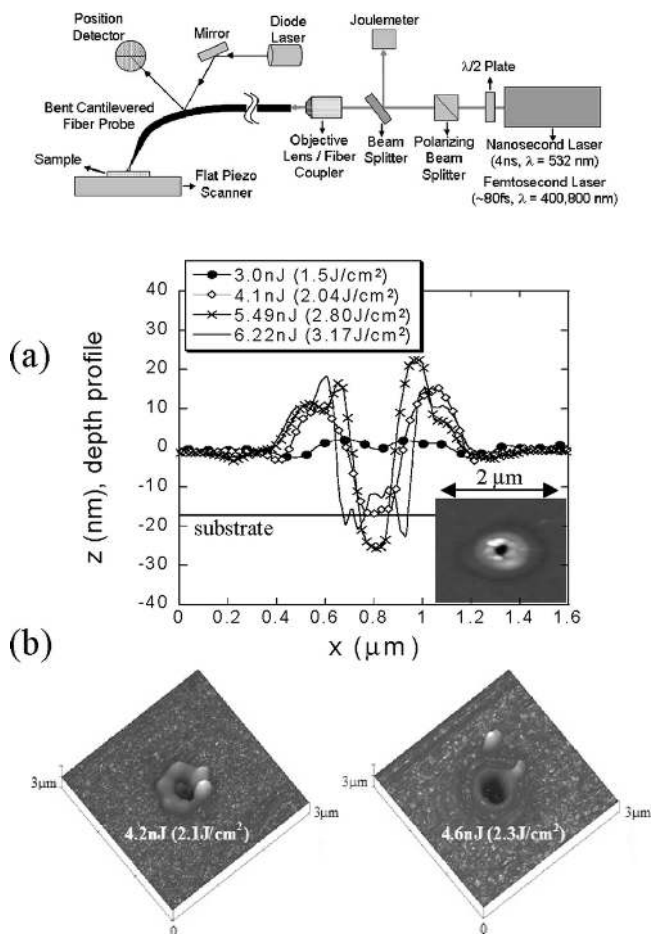 Position
Detector
Mirror
Diode
Laser
Joulemeter
λ/2 Plate
Bent Cantilevered
Fiber Probe
Objective
Lens / Fiber
Coupler
Beam
Splitter
Polarizing
Beam
Splitter
Nanosecond Laser
(4ns, λ = 532 nm)
Femtosecond Laser
(~80fs, λ = 400,800 nm)
Sample
Flat Piezo
Scanner
(a)
3.0nJ (1.5J/cm²)
4.1nJ (2.04J/cm²)
5.49nJ (2.80J/cm²)
6.22nJ (3.17J/cm²)
z (nm), depth profile
40
30
20
10
0
-10
-20
-30
-40
substrate
2 μm
0 0.2 0.4 0.6 0.8 1 1.2 1.4 1.6
x (μm)
(b)
3μm
3μm
4.2nJ (2.1J/cm²)
0
3μm
3μm
4.6nJ (2.3J/cm²)
0